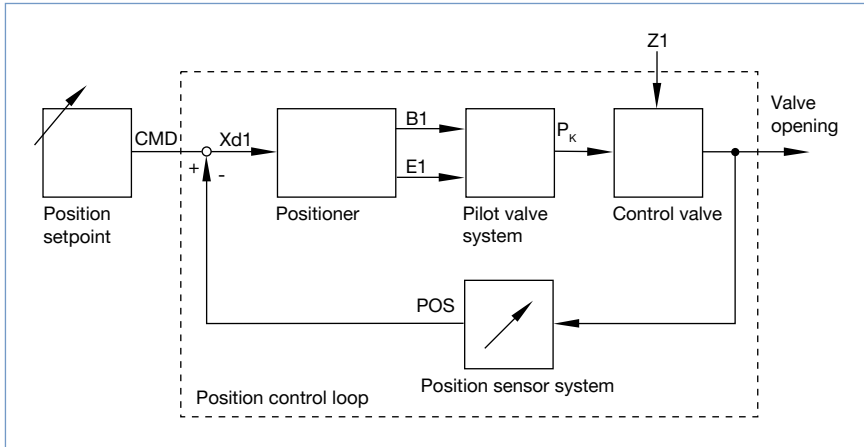 Z1
Valve
opening
CMD
Xd1
B1
E1
PK
+
-
Position
setpoint
Positioner
Pilot valve
system
Control valve
POS
Position sensor system
Position control loop